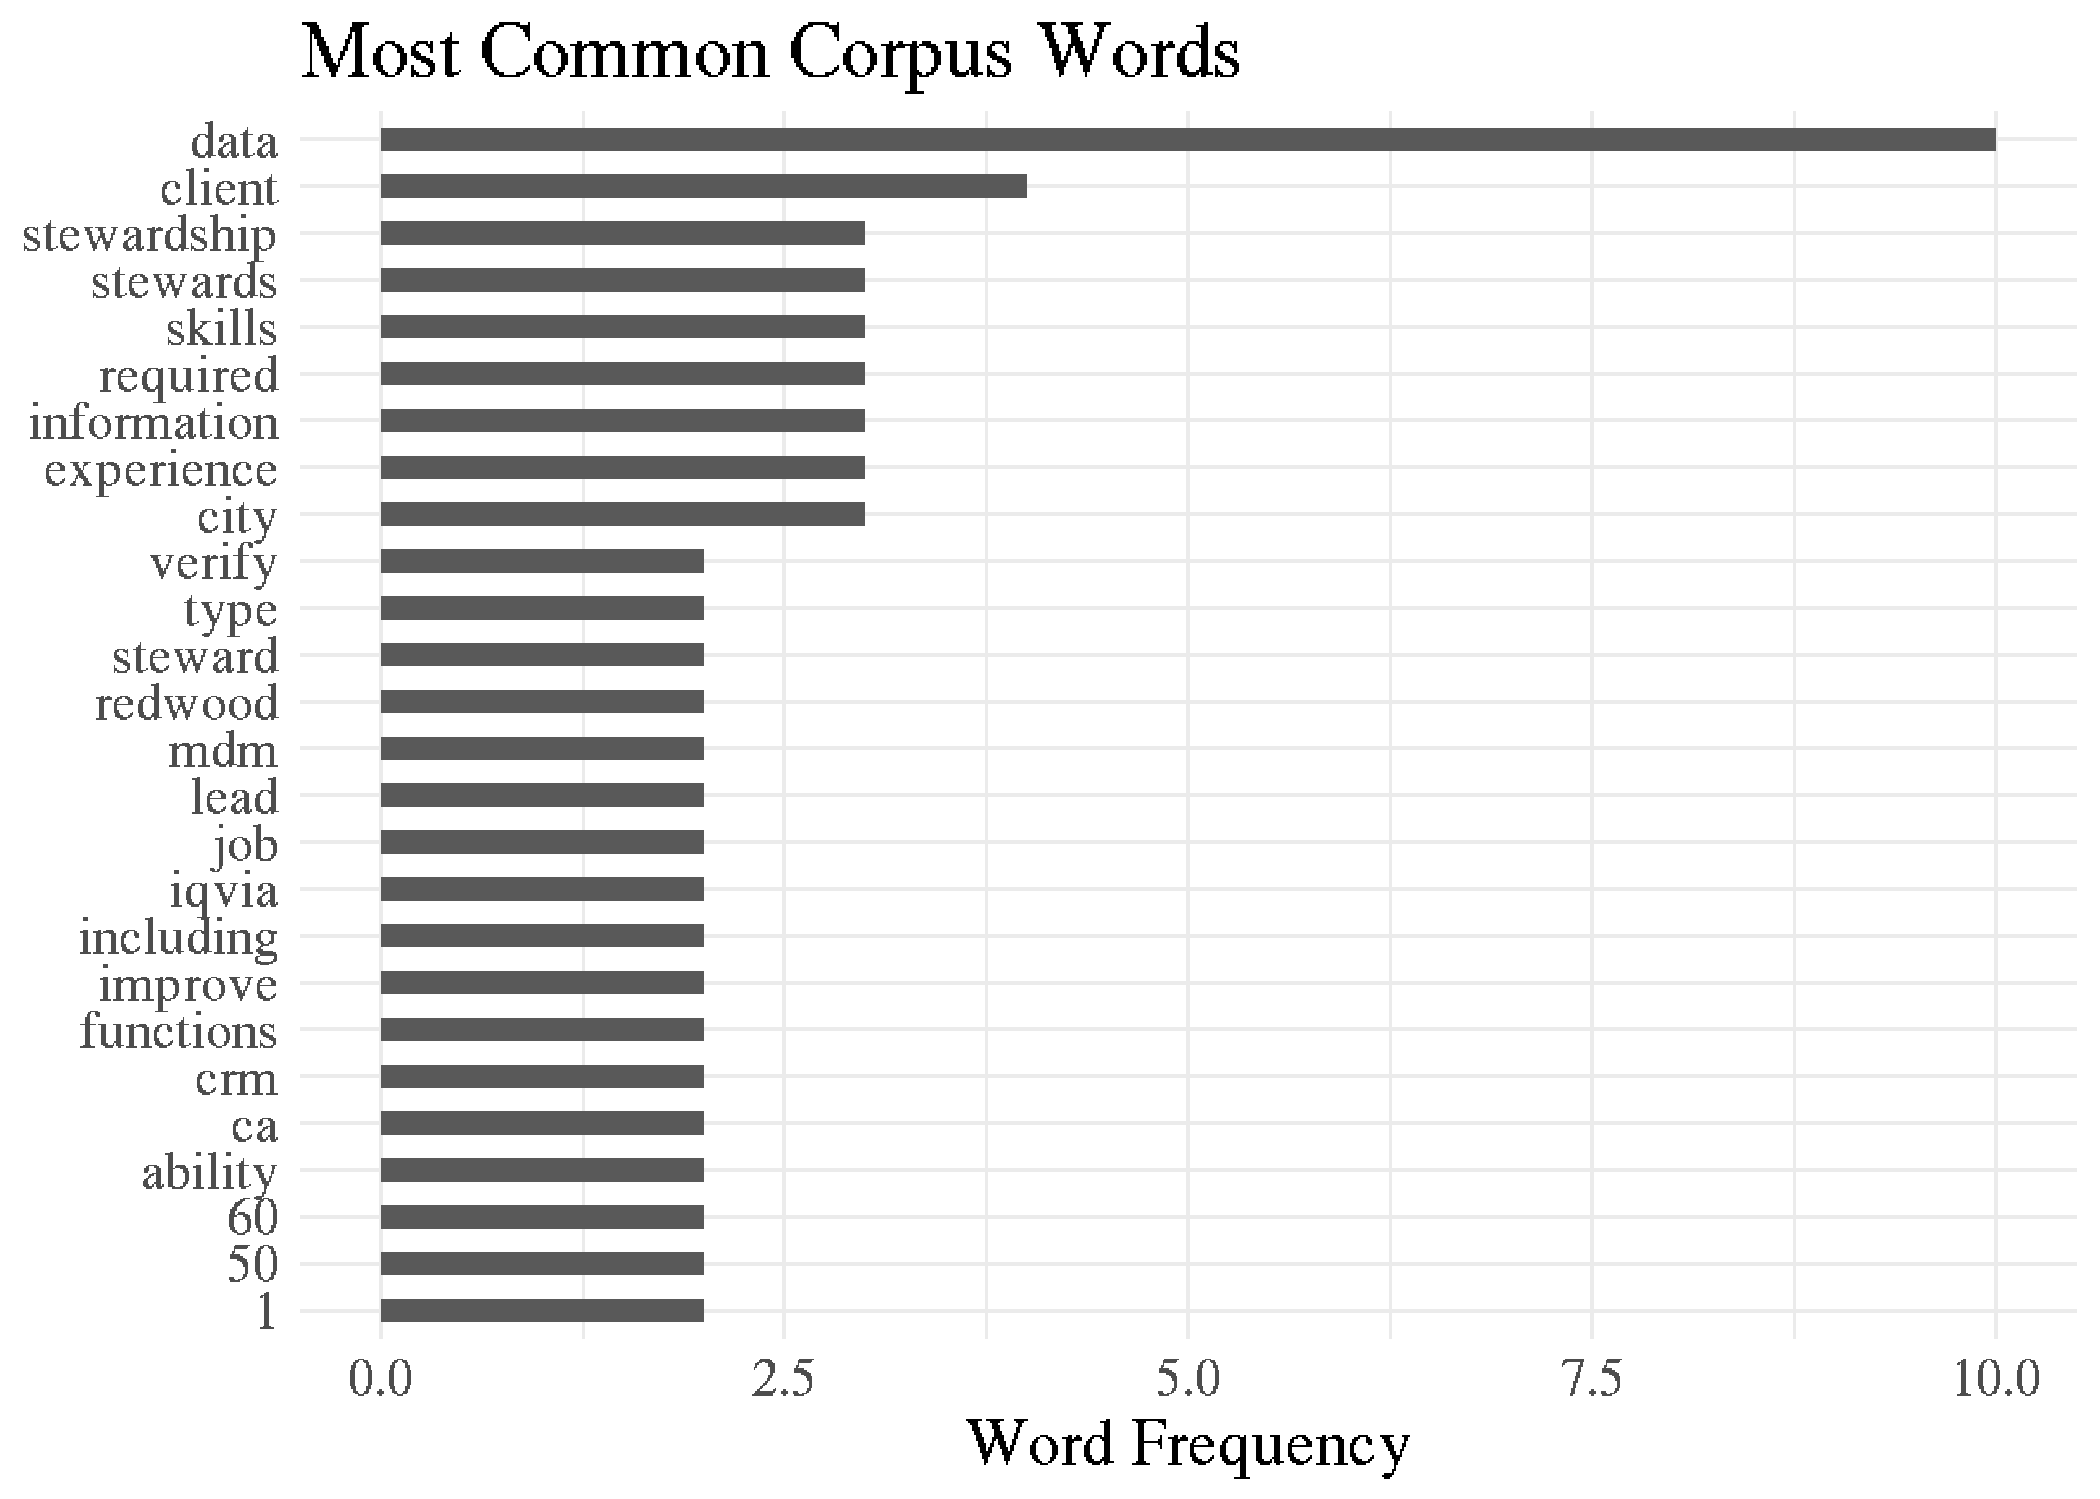 Most Common Corpus Words
data
client
stewardship
stewards
skills
required
information
experience
city
verify
type
steward
redwood
mdm
lead
job
iqvia
including
improve
functions
crm
ca
ability
60
50
1
0.0 2.5 5.0 7.5 10.0
Word Frequency